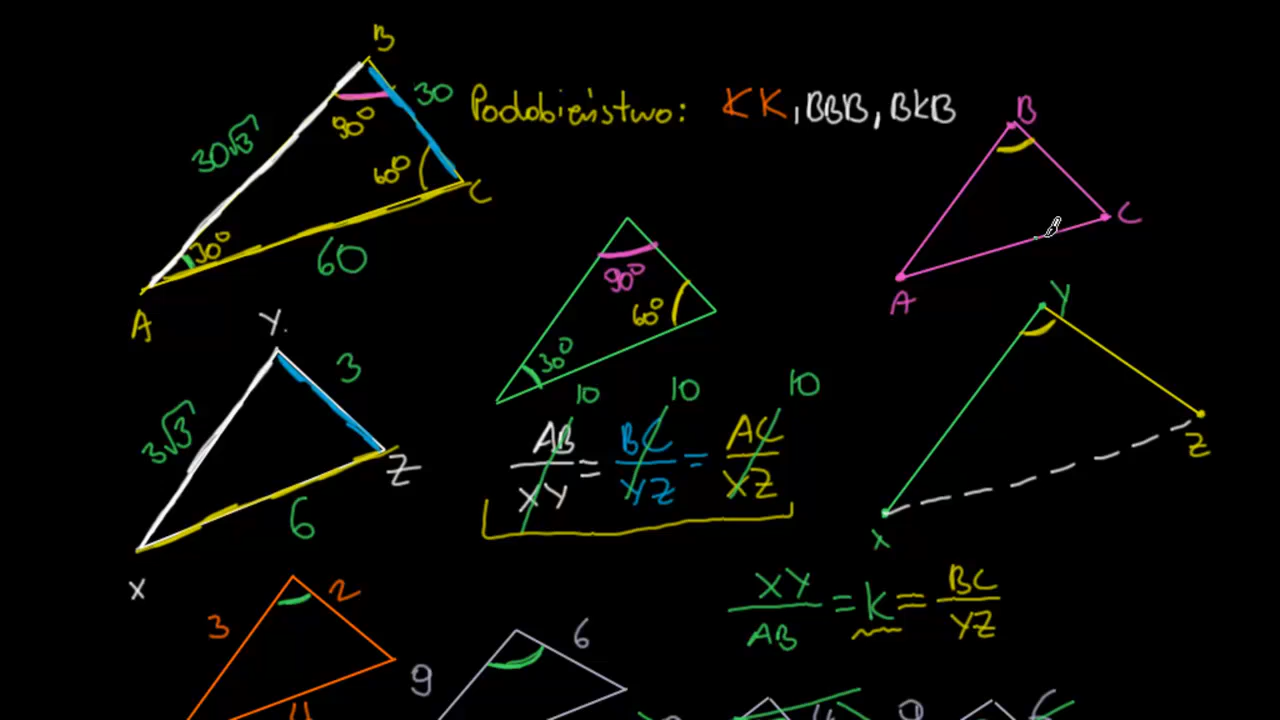 B
30√3
90°
30
60°
C
30°
60
A
Podobieństwo: KK, BBB, BKB
B
C
A
90°
60°
30°
Y.
3
3√3
Z
6
X
10 10 10
AB/XY = BC/YZ = AC/XZ
Y
Z
X
XY/AB = k = BC/YZ
3
2
9
6